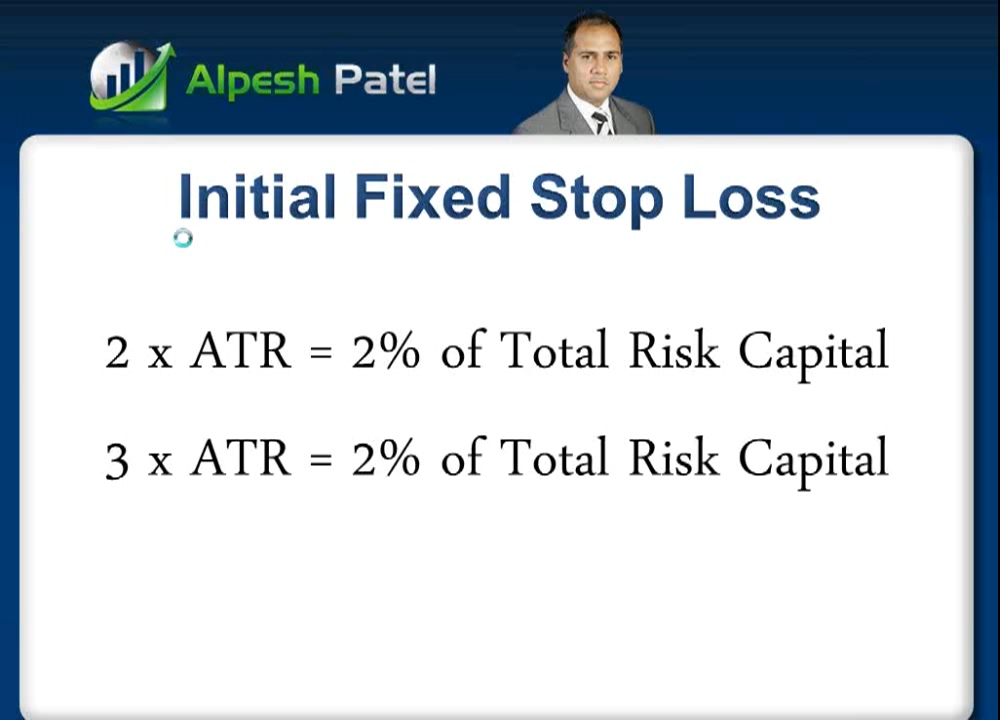 Alpesh Patel
Initial Fixed Stop Loss
2 x ATR = 2% of Total Risk Capital
3 x ATR = 2% of Total Risk Capital